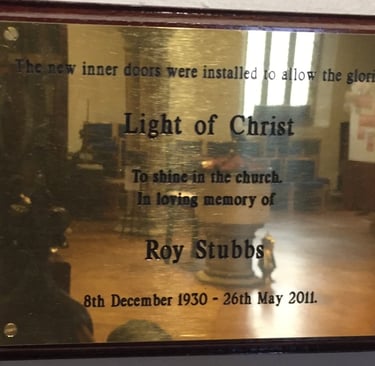 The new inner doors were installed to allow the glori
Light of Christ
To shine in the church.
In loving memory of
Roy Stubbs
8th December 1930 - 26th May 2011.